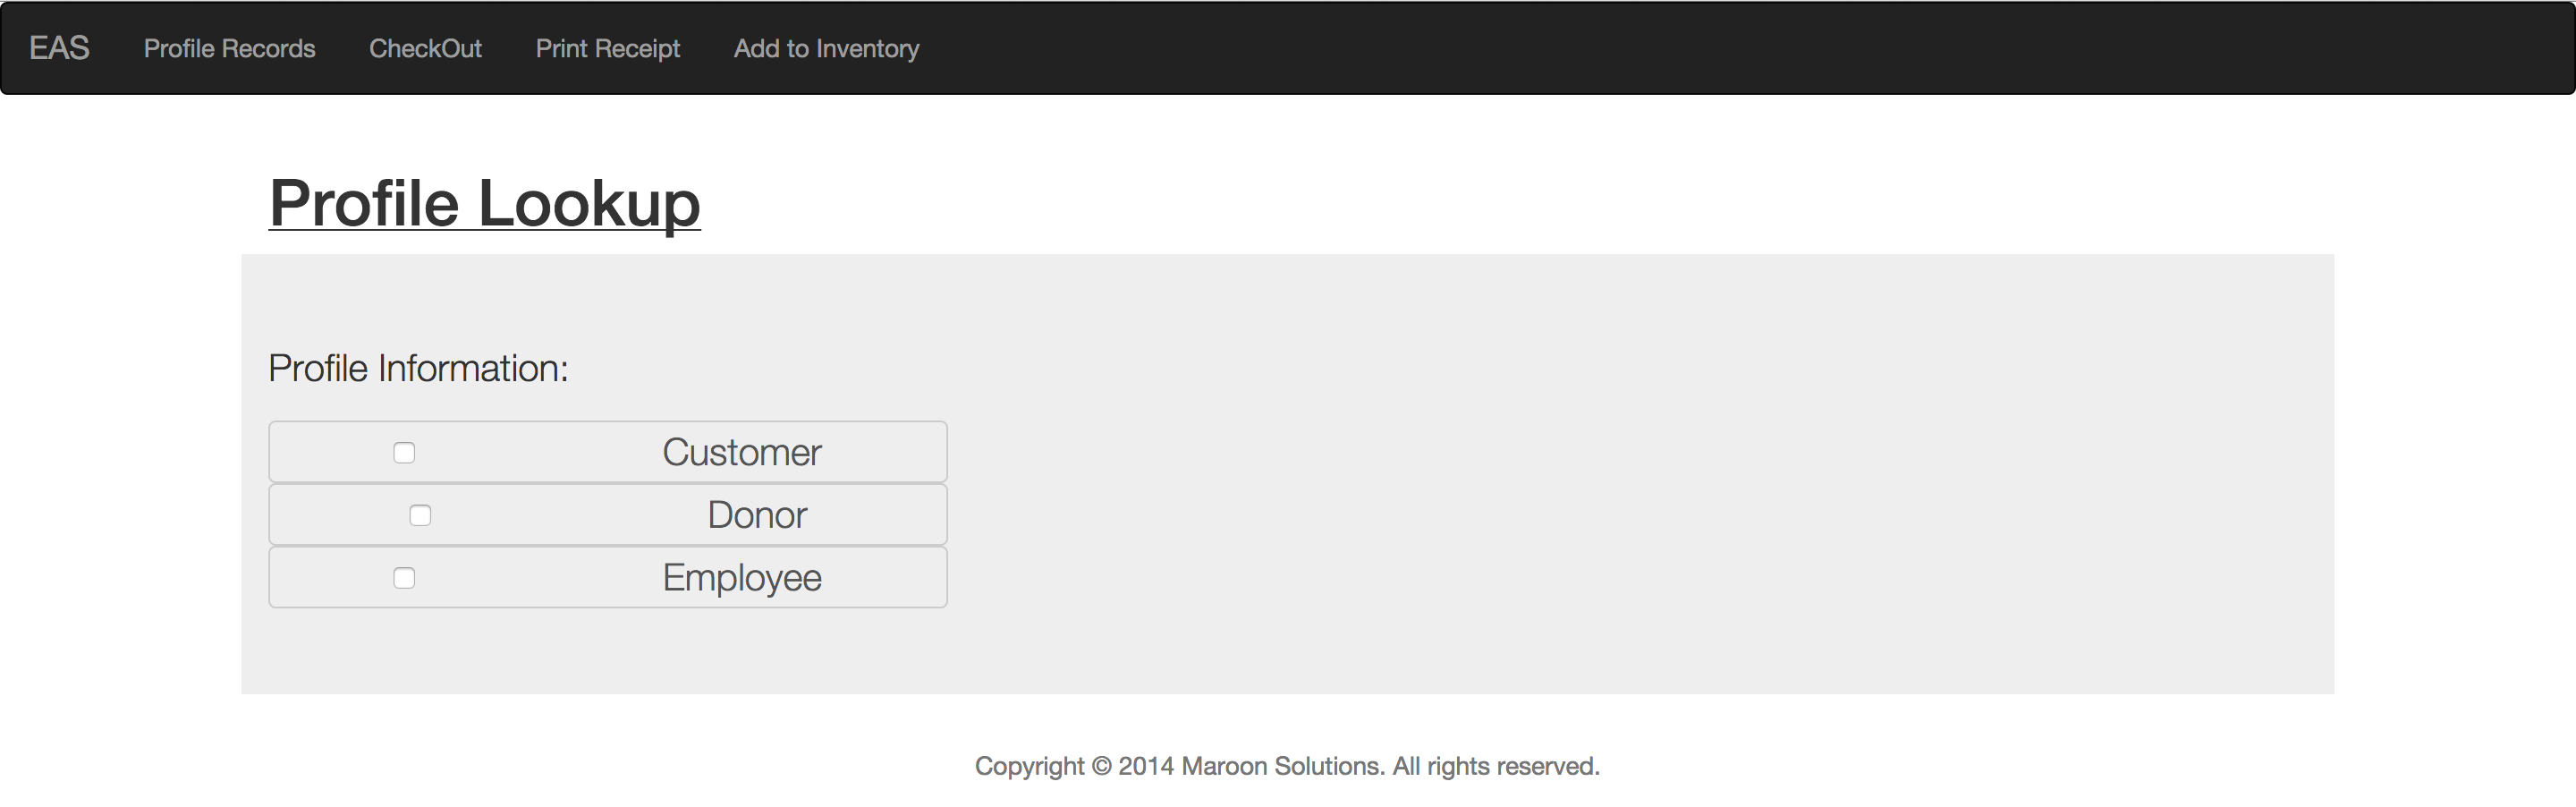 EAS Profile Records CheckOut Print Receipt Add to Inventory
Profile Lookup
Profile Information:
Customer
Donor
Employee
Copyright © 2014 Maroon Solutions. All rights reserved.